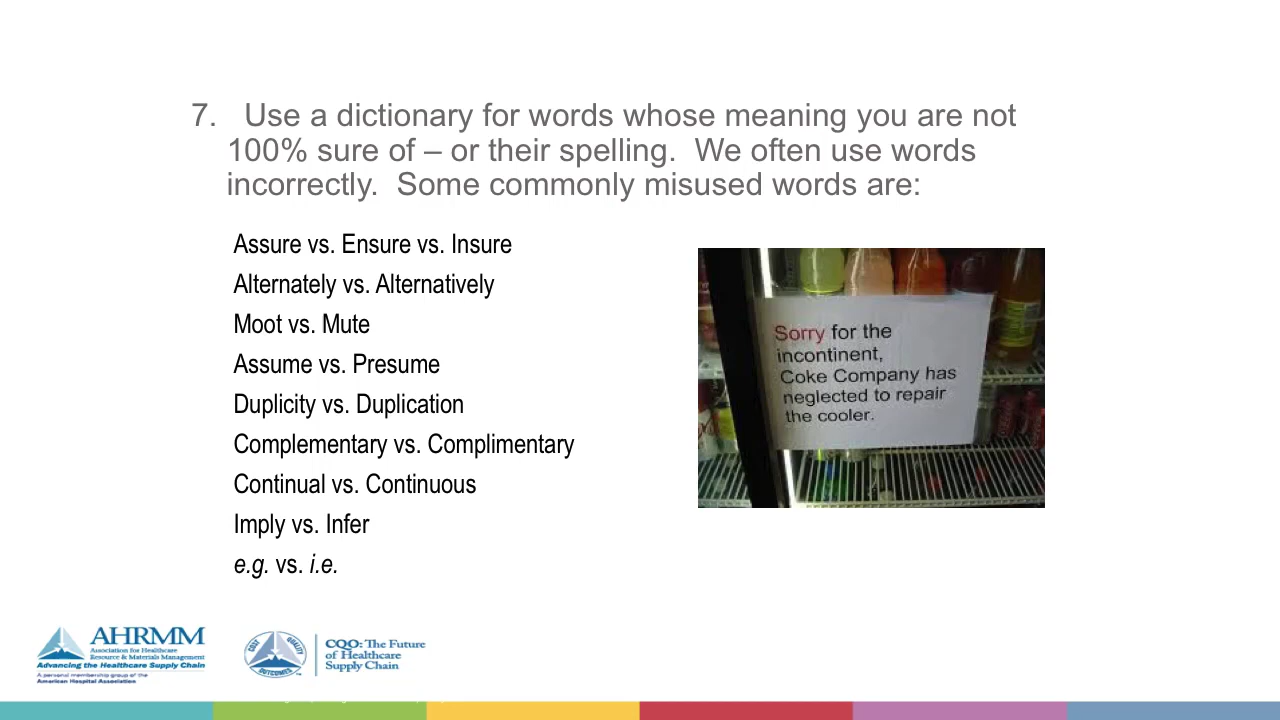 7. Use a dictionary for words whose meaning you are not
100% sure of – or their spelling. We often use words
incorrectly. Some commonly misused words are:
Assure vs. Ensure vs. Insure
Alternately vs. Alternatively
Moot vs. Mute
Assume vs. Presume
Duplicity vs. Duplication
Complementary vs. Complimentary
Continual vs. Continuous
Imply vs. Infer
e.g. vs. i.e.
Sorry for the
incontinent,
Coke Company has
neglected to repair
the cooler.
AHRMM
Association for Healthcare
Resource & Materials Management
Advancing the Healthcare Supply Chain
A personal membership group of the
American Hospital Association
COST
QUALITY
OUTCOMES
™
CQO: The Future
of Healthcare
Supply Chain